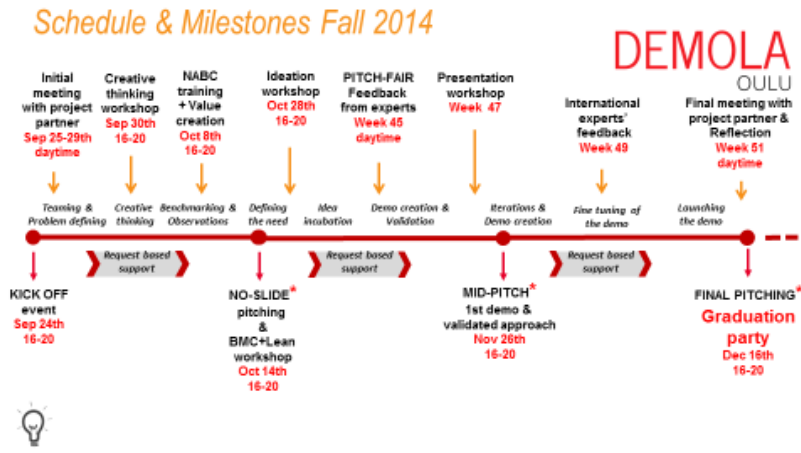 Schedule & Milestones Fall 2014
DEMOLA
OULU
Initial
meeting
with project
partner
Sep 25-29th
daytime
Creative
thinking
workshop
Sep 30th
16-20
NABC
training
+ Value
creation
Oct 8th
16-20
Ideation
workshop
Oct 28th
16-20
PITCH-FAIR
Feedback
from experts
Week 45
daytime
Presentation
workshop
Week 47
International
experts'
feedback
Week 49
Final meeting with
project partner &
Reflection
Week 51
daytime
Teaming &
Problem defining
Creative
thinking
Benchmarking &
Observations
Defining
the need
Idea
incubation
Demo creation &
Validation
Iterations &
Demo creation
Fine tuning of
the demo
Launching
the demo
Request based
support
Request based
support
Request based
support
KICK OFF
event
Sep 24th
16-20
NO-SLIDE*
pitching
&
BMC+Lean
workshop
Oct 14th
16-20
MID-PITCH*
1st demo &
validated approach
Nov 26th
16-20
FINAL PITCHING*
Graduation
party
Dec 16th
16-20